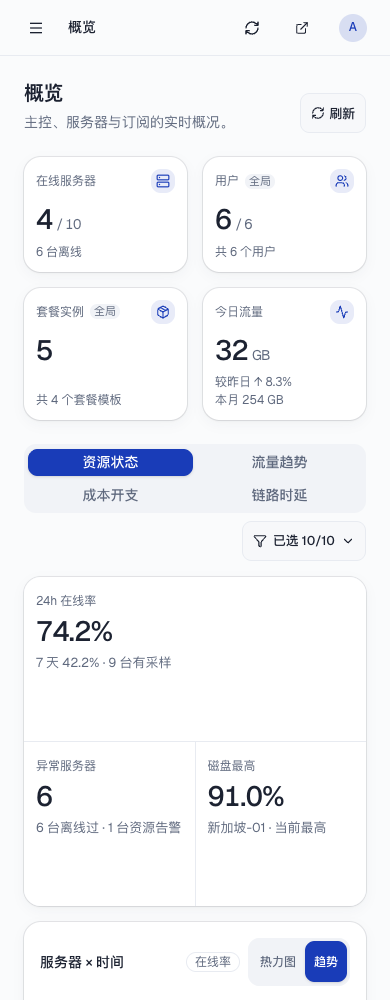 概览
A
概览
主控、服务器与订阅的实时概况。
刷新
在线服务器
4 / 10
6 台离线
用户 全局
6 / 6
共 6 个用户
套餐实例 全局
5
共 4 个套餐模板
今日流量
32 GB
较昨日 ↑ 8.3%
本月 254 GB
资源状态
流量趋势
成本开支
链路时延
已选 10/10
24h 在线率
74.2%
7 天 42.2% · 9 台有采样
异常服务器
6
6 台离线过 · 1 台资源告警
磁盘最高
91.0%
新加坡-01 · 当前最高
服务器 × 时间
在线率
热力图
趋势